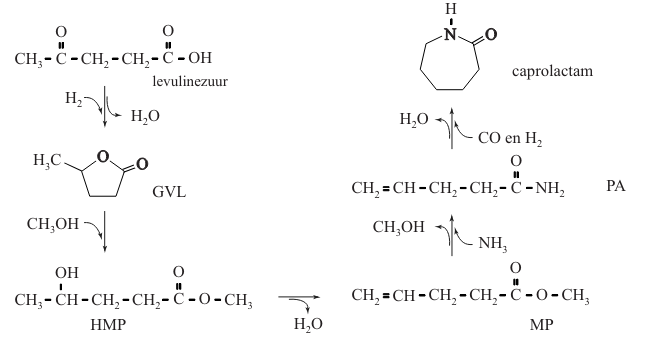 O O
CH₃-C-CH₂-CH₂-C-OH
levulinezuur
H₂
H₂O
H₃C O O
GVL
CH₃OH
OH O
CH₃-CH-CH₂-CH₂-C-O-CH₃
HMP
H₂O
H
N O
caprolactam
H₂O
CO en H₂
O
CH₂=CH-CH₂-CH₂-C-NH₂ PA
CH₃OH
NH₃
O
CH₂=CH-CH₂-CH₂-C-O-CH₃
MP